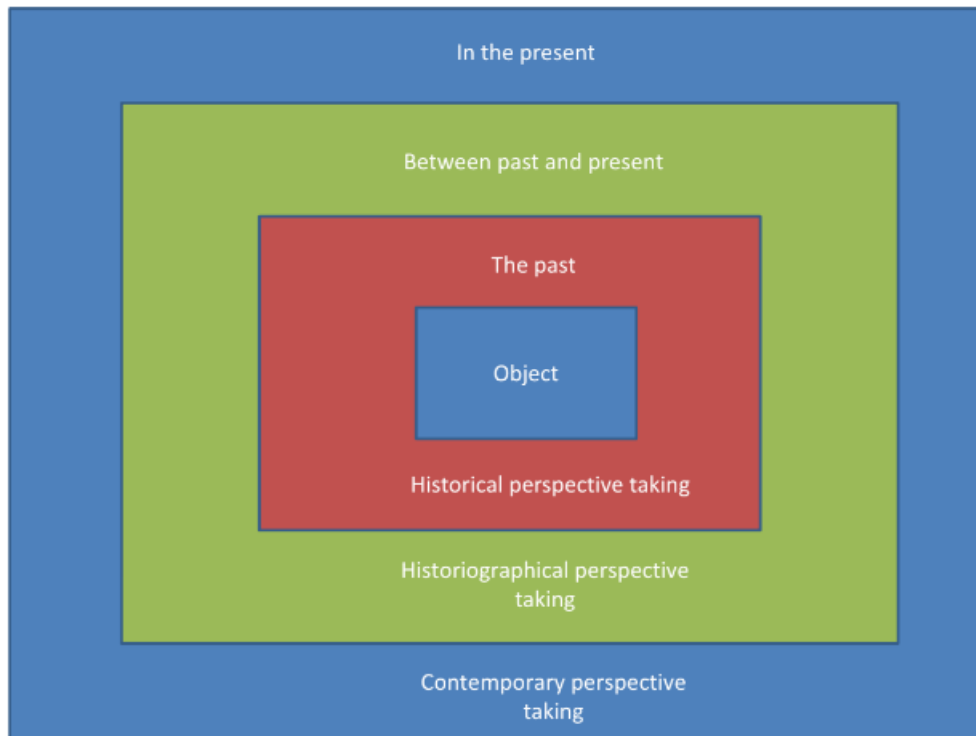 In the present
Between past and present
The past
Object
Historical perspective taking
Historiographical perspective
taking
Contemporary perspective
taking